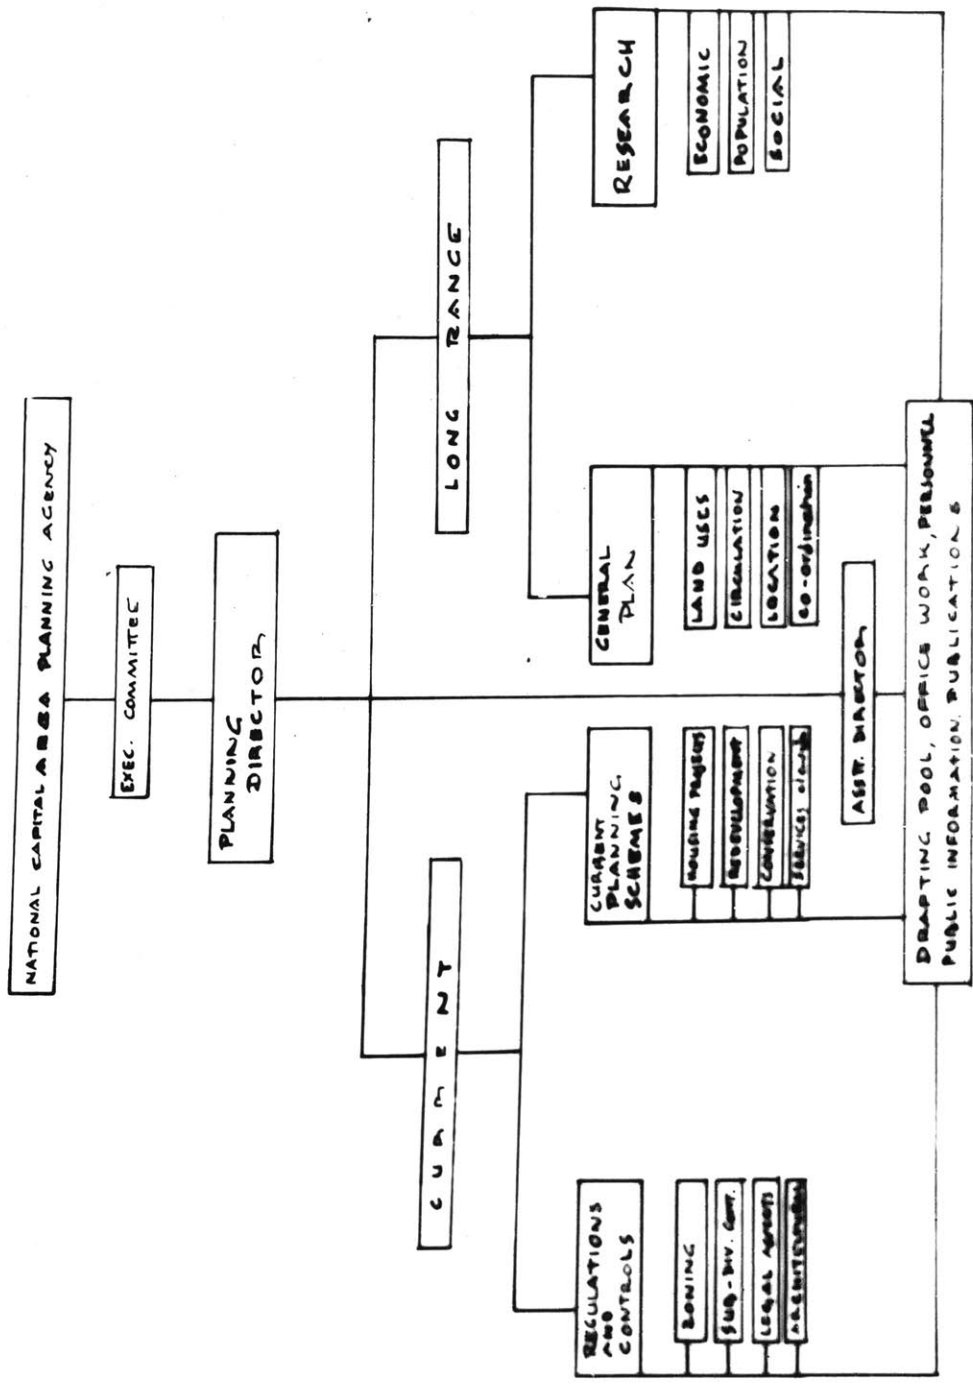 NATIONAL CAPITAL AREA PLANNING AGENCY
EXEC. COMMITTEE
PLANNING
DIRECTOR
CURRENT
LONG RANGE
REGULATIONS
AND
CONTROLS
CURRENT
PLANNING
SCHEMES
GENERAL
PLAN
RESEARCH
ZONING
SUB-DIV. CONT.
LEGAL ASPECTS
HOUSING PROJECTS
REDEVELOPMENT
CONSERVATION
SERVICES
LAND USES
CIRCULATION
LOCATION
CO-ordination
ECONOMIC
POPULATION
SOCIAL
ASST. DIRECTOR
DRAFTING POOL, OFFICE WORK, PERSONNEL
PUBLIC INFORMATION. PUBLICATIONS